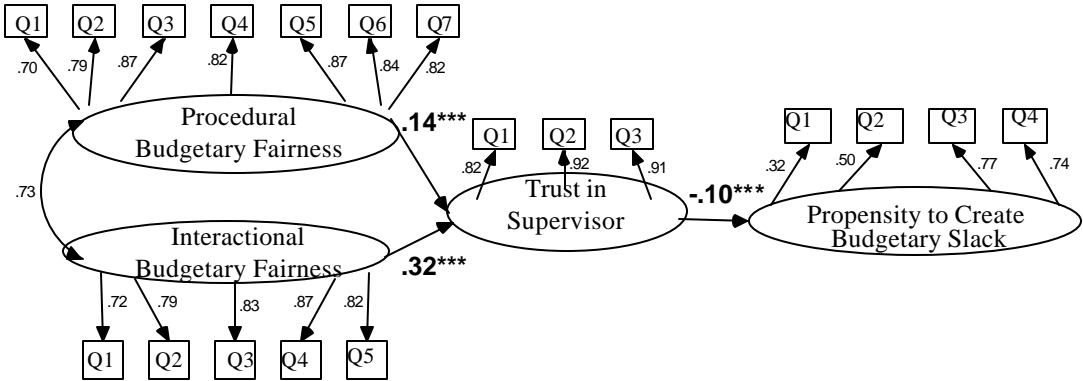 Q1 Q2 Q3 Q4 Q5 Q6 Q7
.70 .79 .87 .82 .87 .84 .82
Procedural
Budgetary Fairness
.14***
Q1 Q2 Q3
.82 .92 .91
Trust in
Supervisor
-.10***
Q1 Q2 Q3 Q4
.32 .50 .77 .74
Propensity to Create
Budgetary Slack
.73
Interactional
Budgetary Fairness
.32***
.72 .79 .83 .87 .82
Q1 Q2 Q3 Q4 Q5